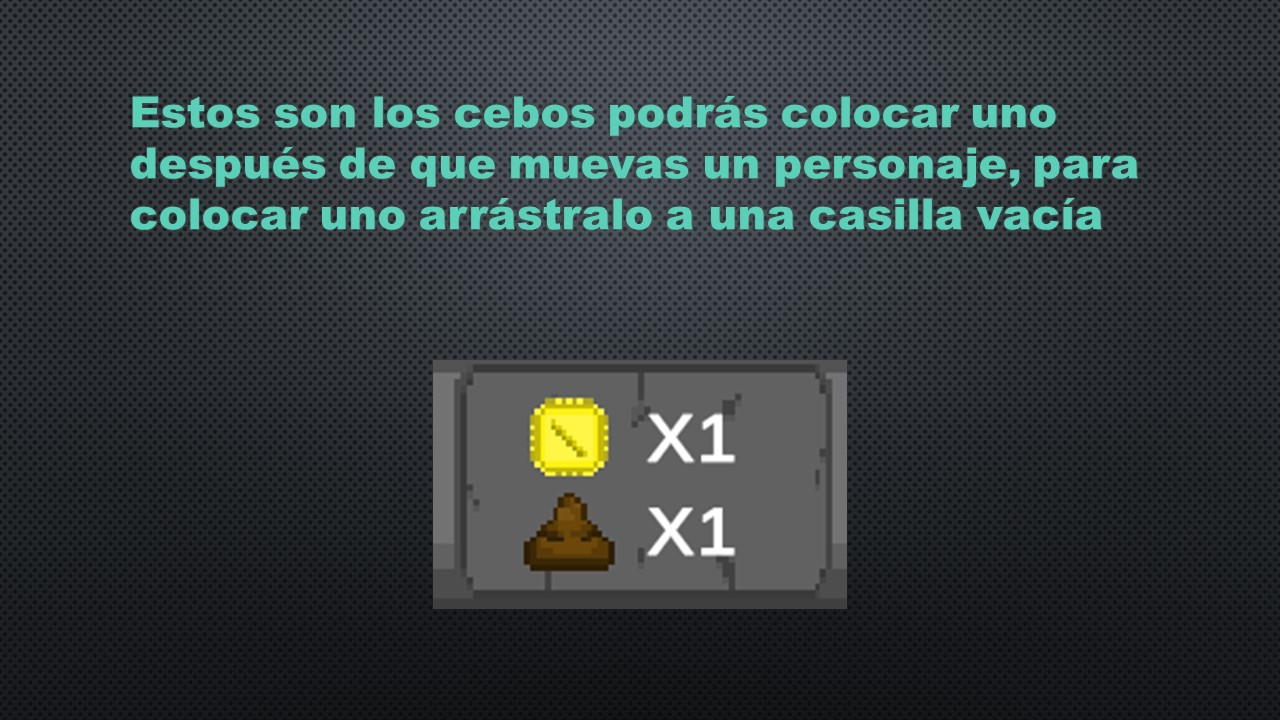 Estos son los cebos podrás colocar uno
después de que muevas un personaje, para
colocar uno arrástralo a una casilla vacía
X1
X1